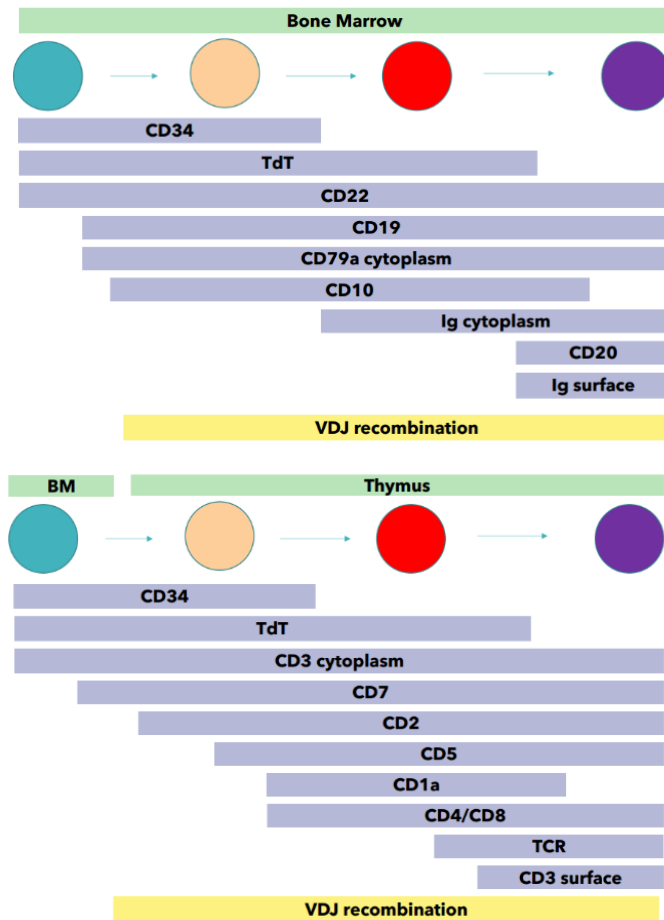 Bone Marrow
CD34
TdT
CD22
CD19
CD79a cytoplasm
CD10
Ig cytoplasm
CD20
Ig surface
VDJ recombination
BM
Thymus
CD34
TdT
CD3 cytoplasm
CD7
CD2
CD5
CD1a
CD4/CD8
TCR
CD3 surface
VDJ recombination